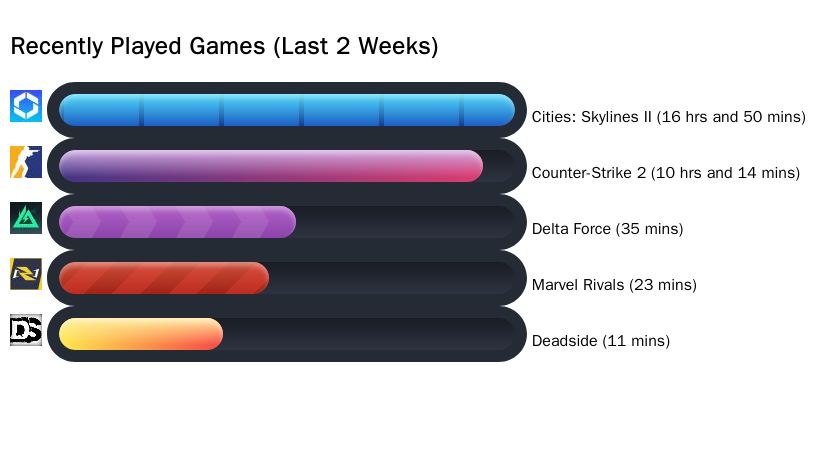 Recently Played Games (Last 2 Weeks)
Cities: Skylines II (16 hrs and 50 mins)
Counter-Strike 2 (10 hrs and 14 mins)
Delta Force (35 mins)
Marvel Rivals (23 mins)
DS
Deadside (11 mins)